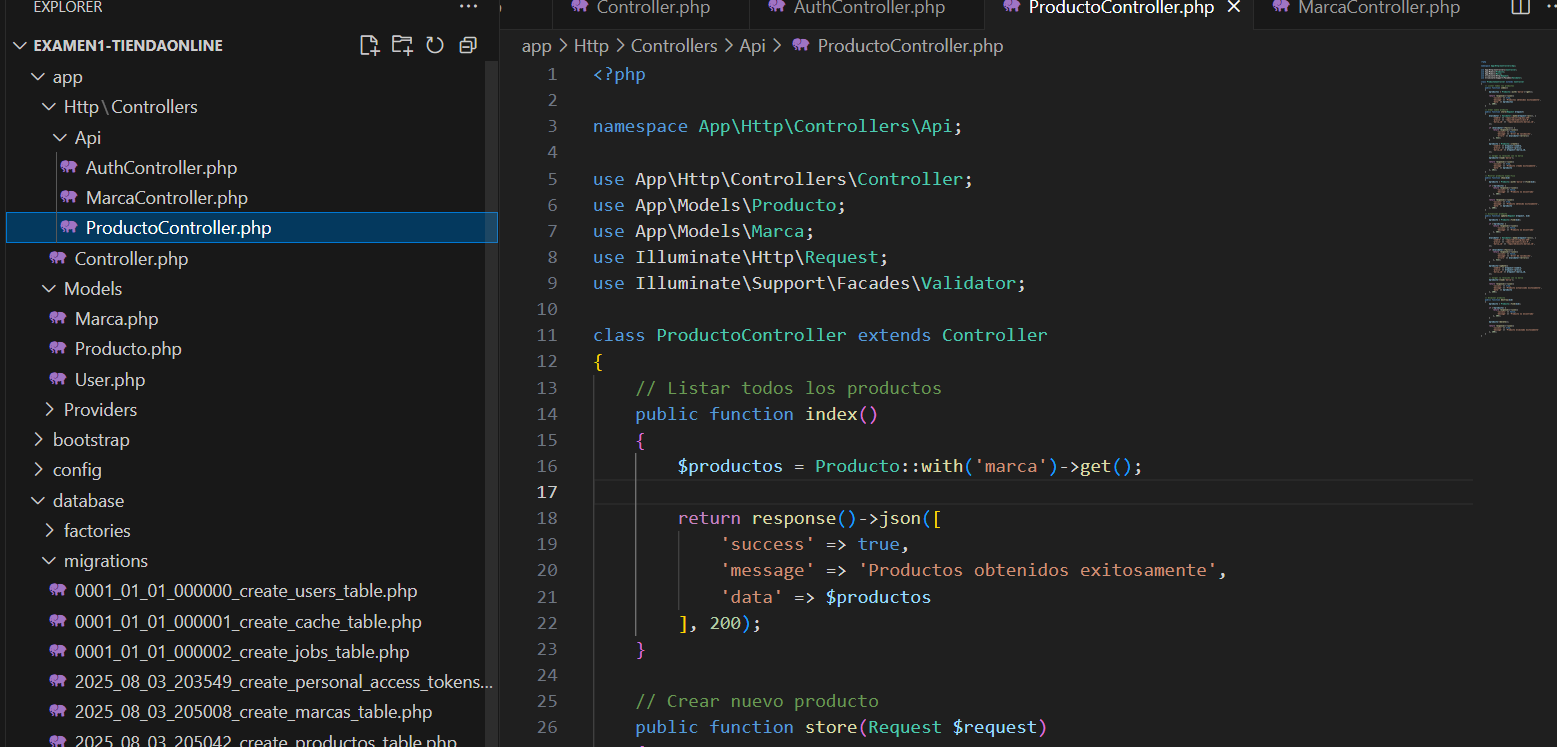 EXPLORER
EXAMEN1-TIENDAONLINE
app
Http\Controllers
Api
AuthController.php
MarcaController.php
ProductoController.php
Controller.php
Models
Marca.php
Producto.php
User.php
Providers
bootstrap
config
database
factories
migrations
0001_01_01_000000_create_users_table.php
0001_01_01_000001_create_cache_table.php
0001_01_01_000002_create_jobs_table.php
2025_08_03_203549_create_personal_access_tokens...
2025_08_03_205008_create_marcas_table.php
2025_08_03_205042_create_productos_table.php
Controller.php AuthController.php ProductoController.php MarcaController.php
app > Http > Controllers > Api > ProductoController.php
1 <?php
2
3 namespace App\Http\Controllers\Api;
4
5 use App\Http\Controllers\Controller;
6 use App\Models\Producto;
7 use App\Models\Marca;
8 use Illuminate\Http\Request;
9 use Illuminate\Support\Facades\Validator;
10
11 class ProductoController extends Controller
12 {
13 // Listar todos los productos
14 public function index()
15 {
16 $productos = Producto::with('marca')->get();
17
18 return response()->json([
19 'success' => true,
20 'message' => 'Productos obtenidos exitosamente',
21 'data' => $productos
22 ], 200);
23 }
24
25 // Crear nuevo producto
26 public function store(Request $request)